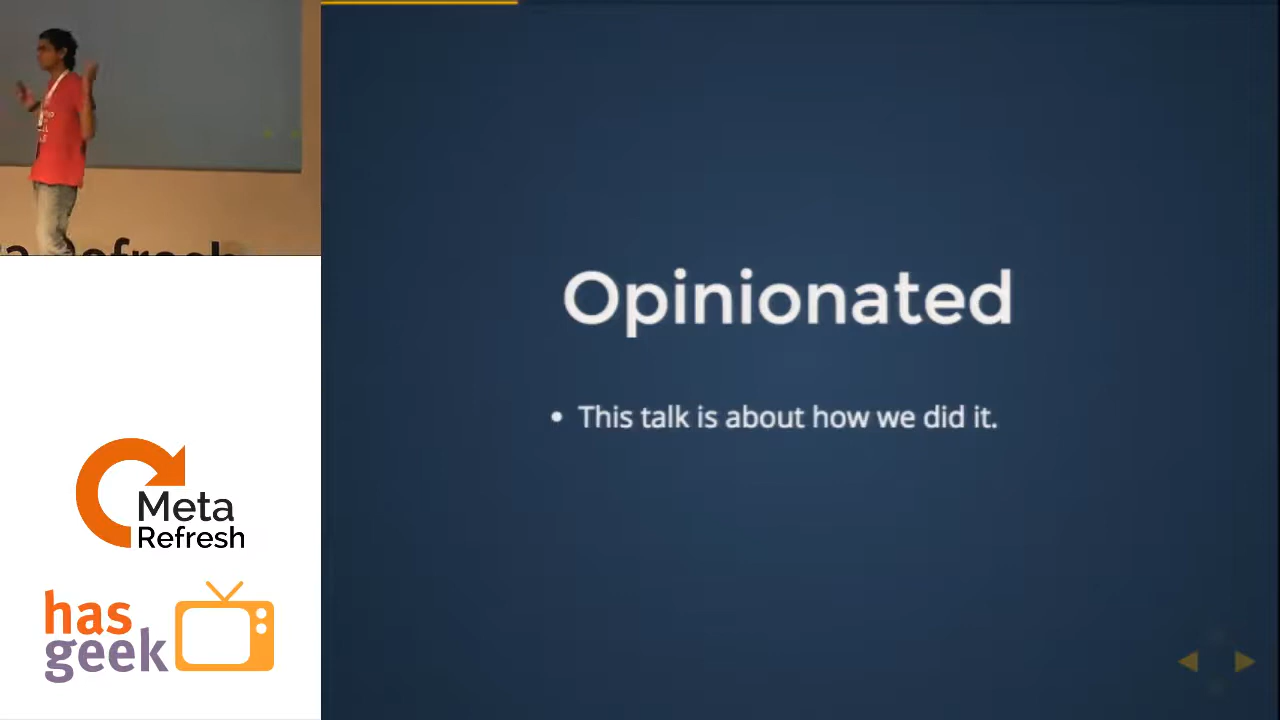 Opinionated
• This talk is about how we did it.
Meta
Refresh
has
geek